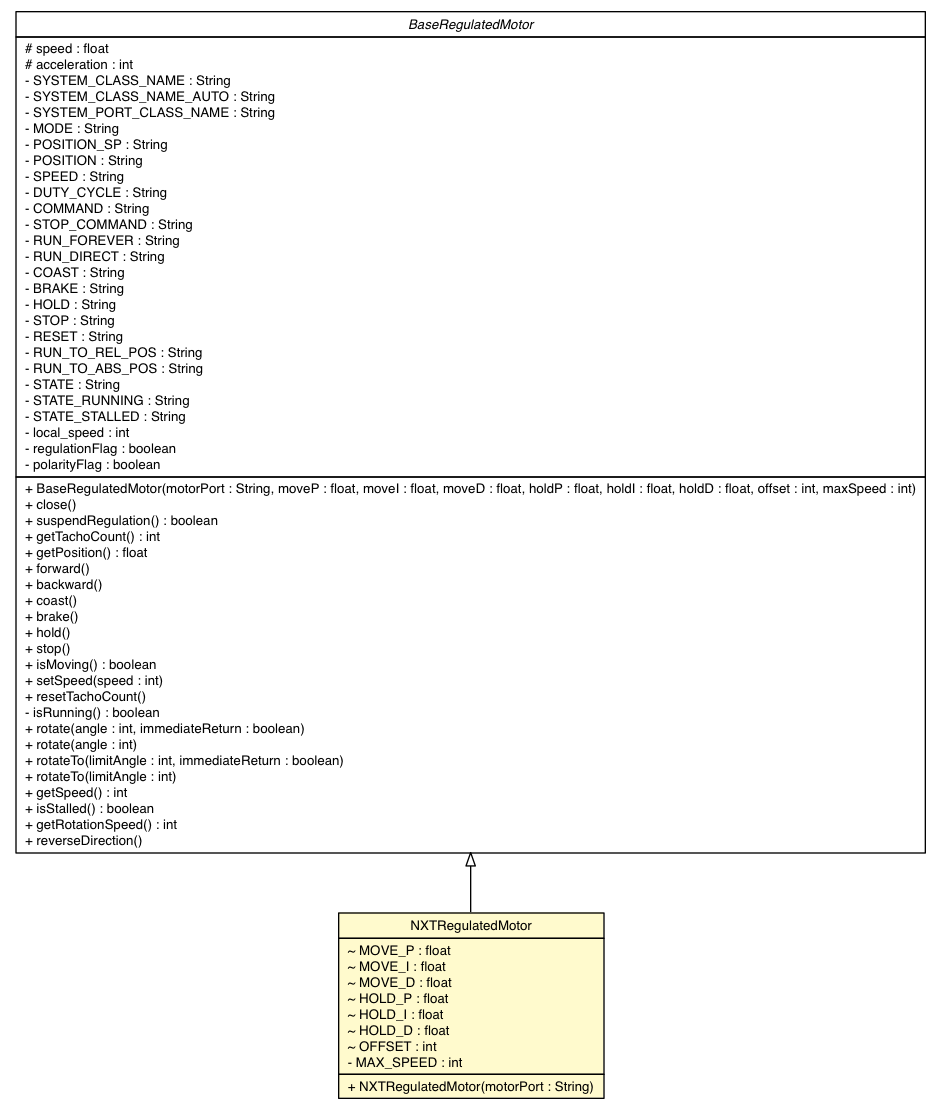 BaseRegulatedMotor
# speed : float
# acceleration : int
- SYSTEM_CLASS_NAME : String
- SYSTEM_CLASS_NAME_AUTO : String
- SYSTEM_PORT_CLASS_NAME : String
- MODE : String
- POSITION_SP : String
- POSITION : String
- SPEED : String
- DUTY_CYCLE : String
- COMMAND : String
- STOP_COMMAND : String
- RUN_FOREVER : String
- RUN_DIRECT : String
- COAST : String
- BRAKE : String
- HOLD : String
- STOP : String
- RESET : String
- RUN_TO_REL_POS : String
- RUN_TO_ABS_POS : String
- STATE : String
- STATE_RUNNING : String
- STATE_STALLED : String
- local_speed : int
- regulationFlag : boolean
- polarityFlag : boolean
+ BaseRegulatedMotor(motorPort : String, moveP : float, moveI : float, moveD : float, holdP : float, holdI : float, holdD : float, offset : int, maxSpeed : int)
+ close()
+ suspendRegulation() : boolean
+ getTachoCount() : int
+ getPosition() : float
+ forward()
+ backward()
+ coast()
+ brake()
+ hold()
+ stop()
+ isMoving() : boolean
+ setSpeed(speed : int)
+ resetTachoCount()
- isRunning() : boolean
+ rotate(angle : int, immediateReturn : boolean)
+ rotate(angle : int)
+ rotateTo(limitAngle : int, immediateReturn : boolean)
+ rotateTo(limitAngle : int)
+ getSpeed() : int
+ isStalled() : boolean
+ getRotationSpeed() : int
+ reverseDirection()
NXTRegulatedMotor
~ MOVE_P : float
~ MOVE_I : float
~ MOVE_D : float
~ HOLD_P : float
~ HOLD_I : float
~ HOLD_D : float
~ OFFSET : int
- MAX_SPEED : int
+ NXTRegulatedMotor(motorPort : String)